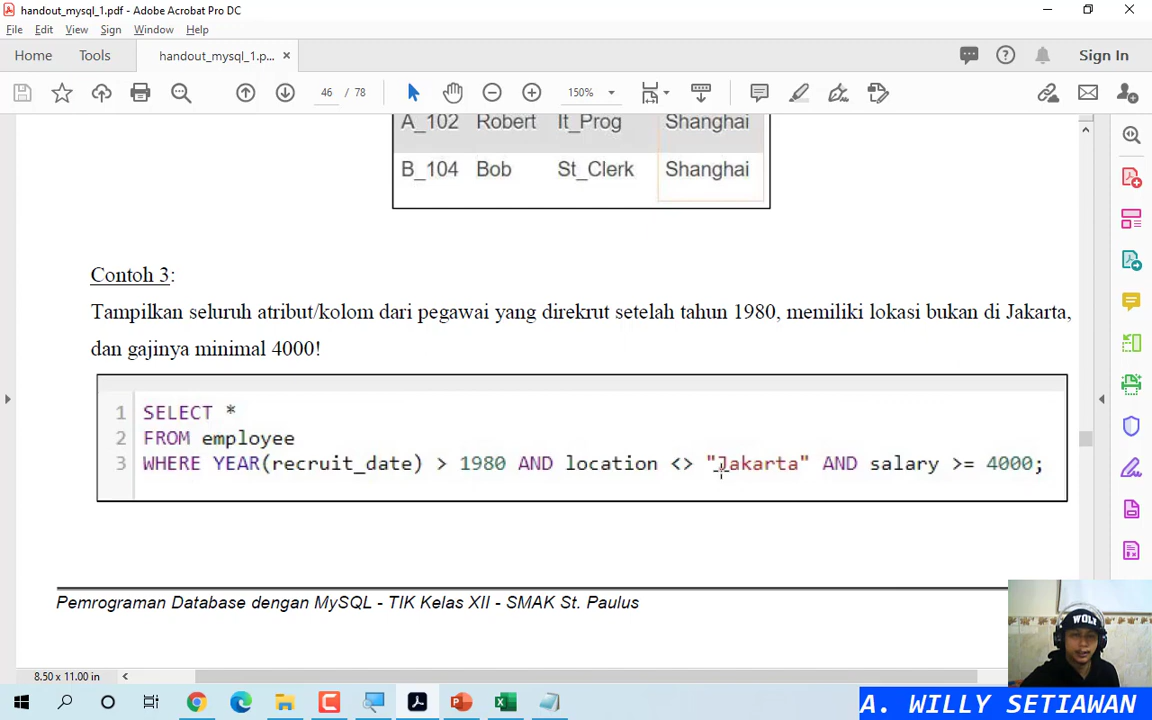 handout_mysql_1.pdf - Adobe Acrobat Pro DC
File Edit View Sign Window Help
Home Tools handout_mysql_1.p... × Sign In
46 / 78 150%
A_102 Robert It_Prog Shanghai
B_104 Bob St_Clerk Shanghai
Contoh 3:
Tampilkan seluruh atribut/kolom dari pegawai yang direkrut setelah tahun 1980, memiliki lokasi bukan di Jakarta,
dan gajinya minimal 4000!
1 SELECT *
2 FROM employee
3 WHERE YEAR(recruit_date) > 1980 AND location <> "Jakarta" AND salary >= 4000;
Pemrograman Database dengan MySQL - TIK Kelas XII - SMAK St. Paulus
WOLV
8.50 x 11.00 in
A. WILLY SETIAWAN